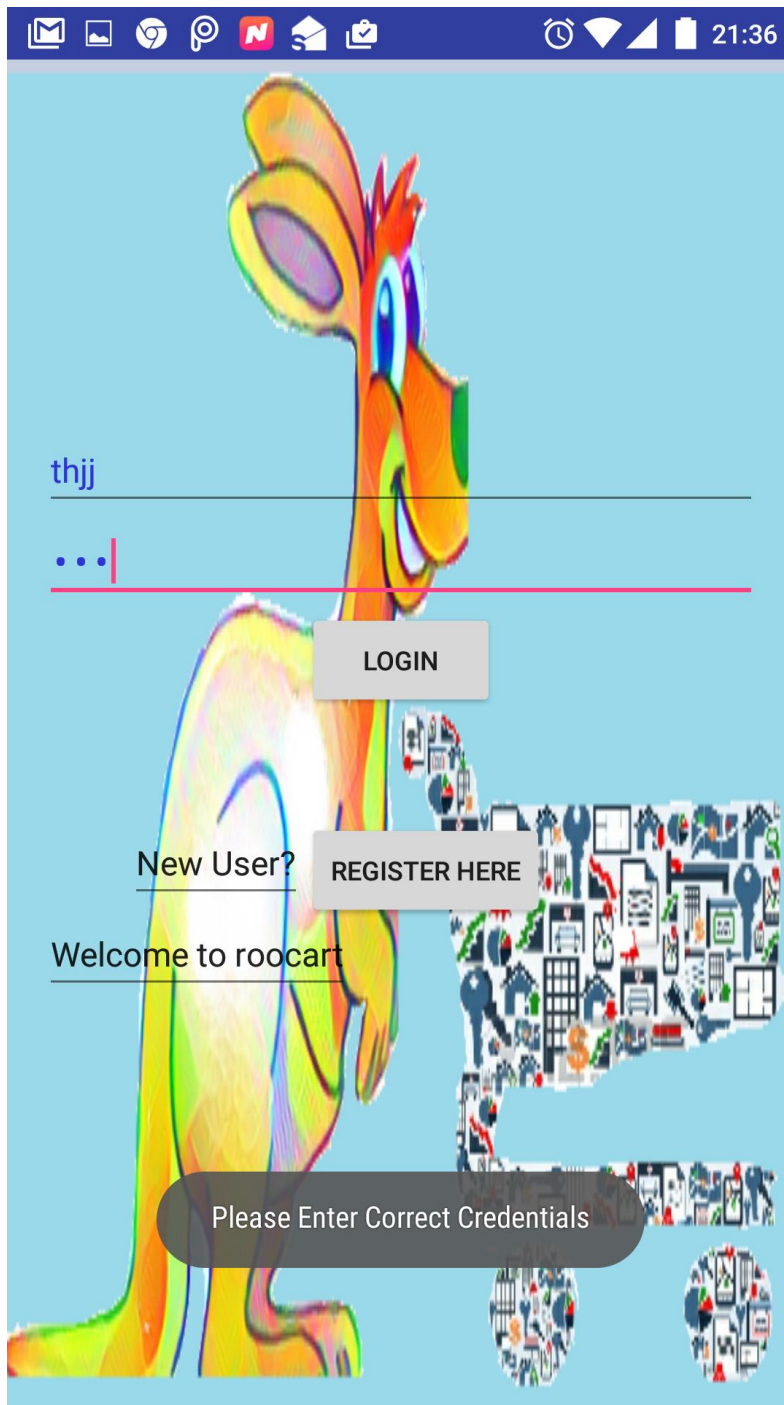 21:36
thjj
•••
LOGIN
New User? REGISTER HERE
Welcome to roocart
Please Enter Correct Credentials